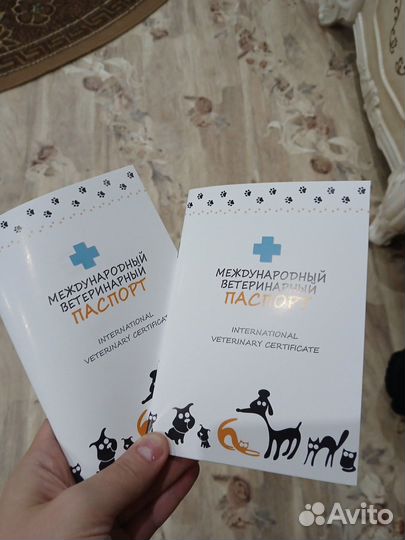 МЕЖДУНАРОДНЫЙ
ВЕТЕРИНАРНЫЙ
ПАСПОРТ
INTERNATIONAL
VETERINARY CERTIFICATE
МЕЖДУНАРОДНЫЙ
ВЕТЕРИНАРНЫЙ
ПАСПОРТ
INTERNATIONAL
VETERINARY CERTIFICATE
Avito